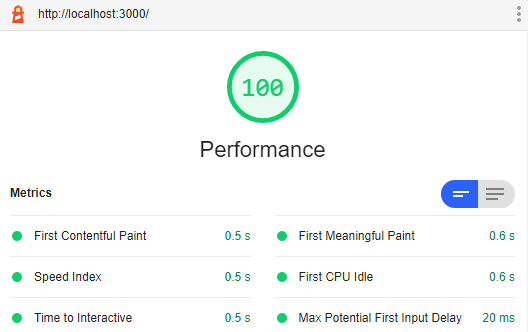 http://localhost:3000/
100
Performance
Metrics
First Contentful Paint 0.5 s
First Meaningful Paint 0.6 s
Speed Index 0.5 s
First CPU Idle 0.6 s
Time to Interactive 0.5 s
Max Potential First Input Delay 20 ms